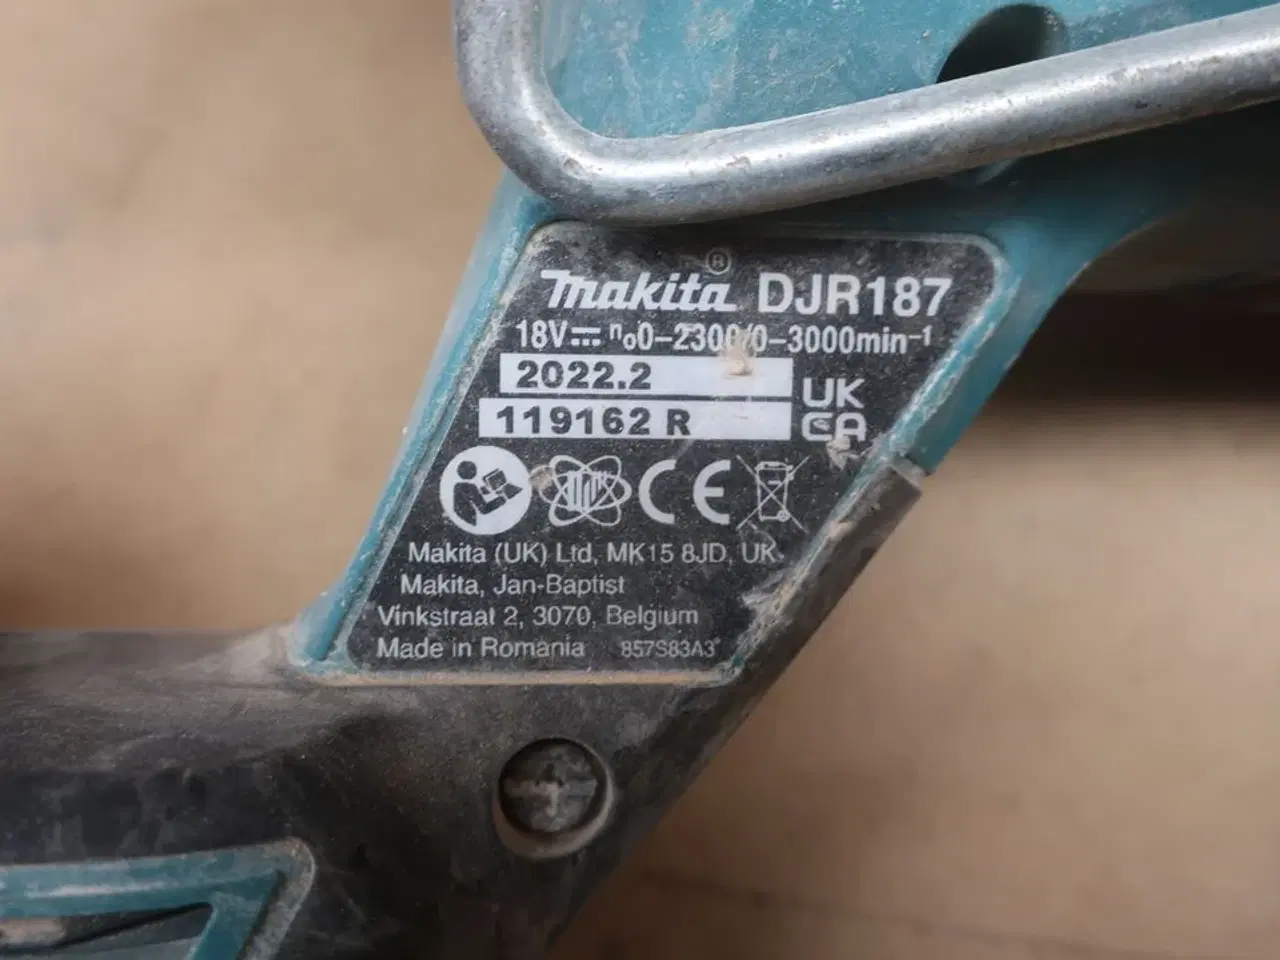 makita ® DJR187
18V⎓ n₀0-2300/0-3000min⁻¹
2022.2
119162 R
UK
CA
CE
Makita (UK) Ltd, MK15 8JD, UK
Makita, Jan-Baptist
Vinkstraat 2, 3070, Belgium
Made in Romania 857S83A3